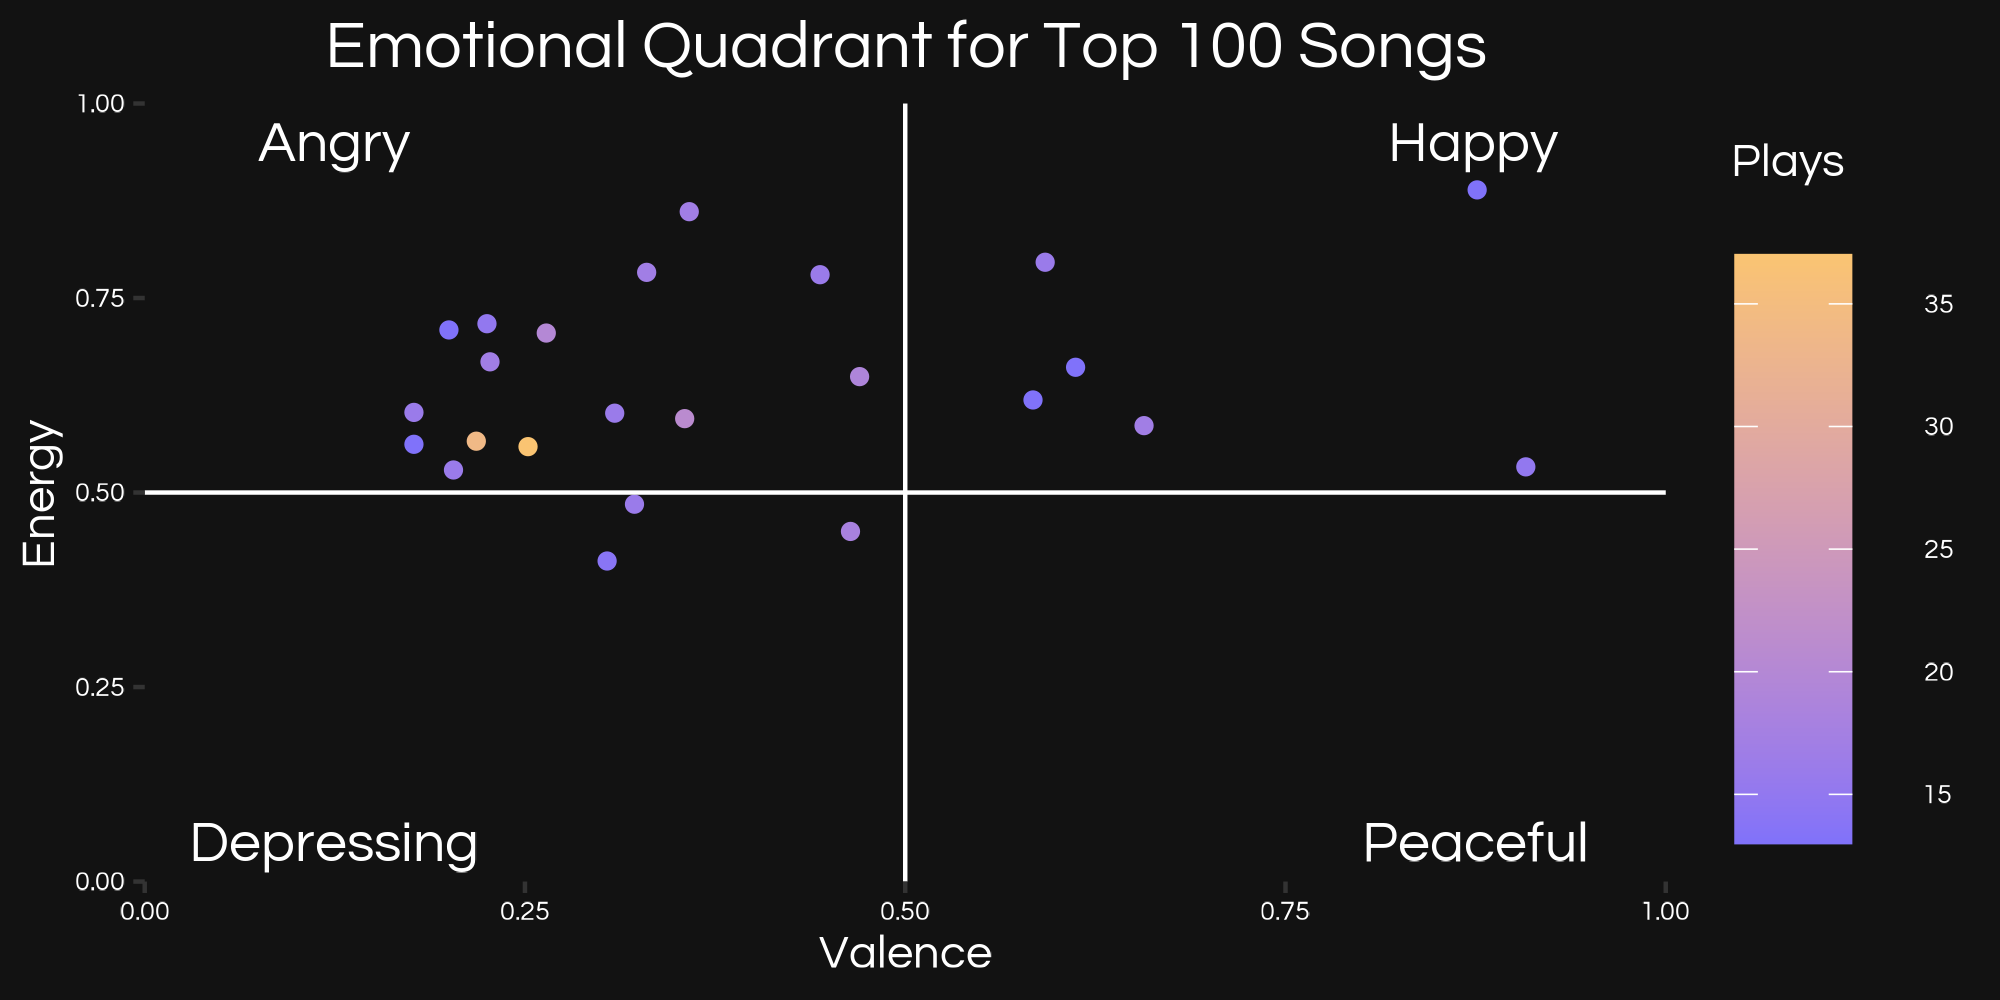 Emotional Quadrant for Top 100 Songs
1.00
Angry
Happy
Plays
0.75
35
30
Energy
0.50
25
0.25
20
15
Depressing
Peaceful
0.00
0.00
0.25
0.50
0.75
1.00
Valence